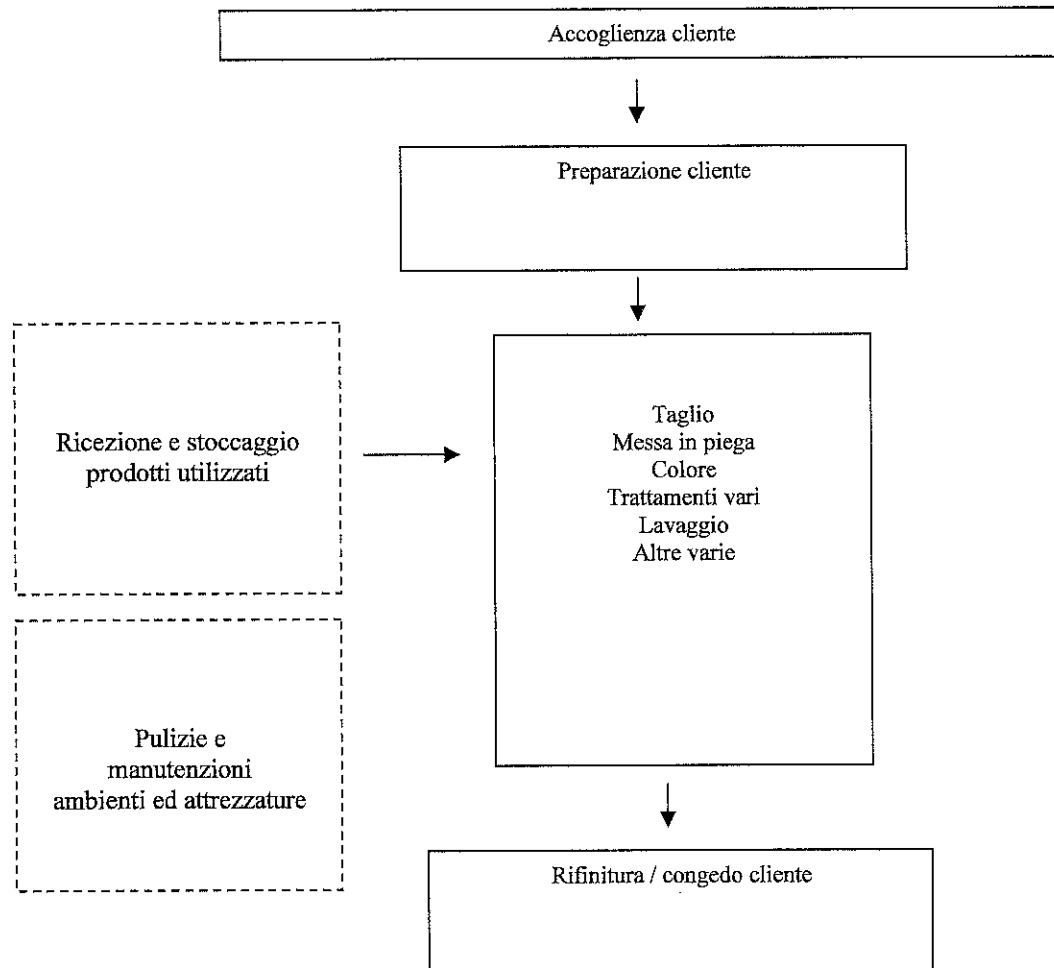 Accoglienza cliente
Preparazione cliente
Ricezione e stoccaggio
prodotti utilizzati
Taglio
Messa in piega
Colore
Trattamenti vari
Lavaggio
Altre varie
Pulizie e
manutenzioni
ambienti ed attrezzature
Rifinitura / congedo cliente